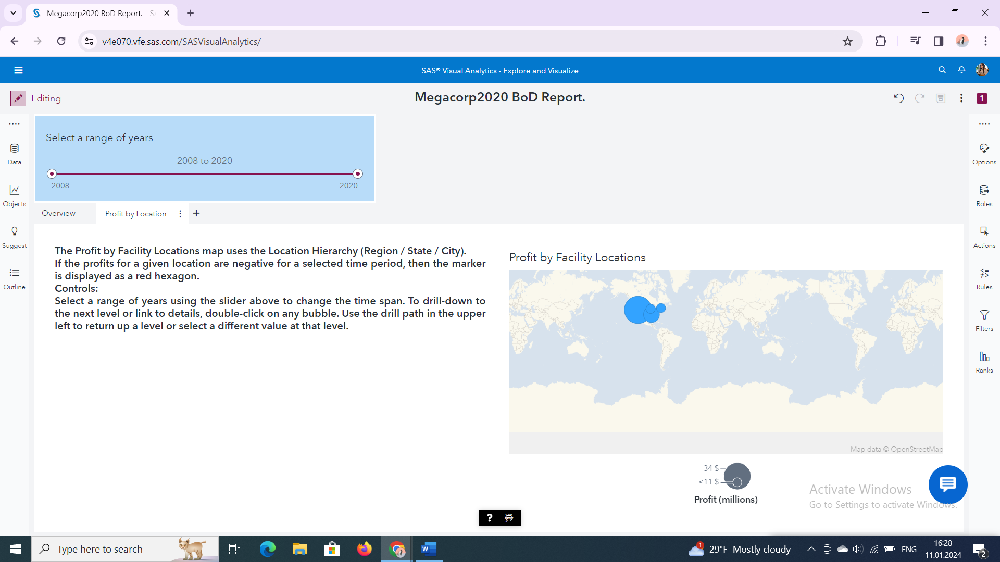 Megacorp2020 BoD Report. - S
v4e070.vfe.sas.com/SASVisualAnalytics/
SAS® Visual Analytics - Explore and Visualize
Editing
Megacorp2020 BoD Report.
1
Select a range of years
2008 to 2020
2008
2020
Data
Objects
Suggest
Outline
Options
Roles
Actions
Rules
Filters
Ranks
Overview
Profit by Location
The Profit by Facility Locations map uses the Location Hierarchy (Region / State / City).
If the profits for a given location are negative for a selected time period, then the marker
is displayed as a red hexagon.
Controls:
Select a range of years using the slider above to change the time span. To drill-down to
the next level or link to details, double-click on any bubble. Use the drill path in the upper
left to return up a level or select a different value at that level.
Profit by Facility Locations
Map data © OpenStreetMap
34 $
≤11 $
Profit (millions)
Activate Windows
Go to Settings to activate Windows.
?
Type here to search
W
1
29°F Mostly cloudy
ENG
16:28
11.01.2024
2